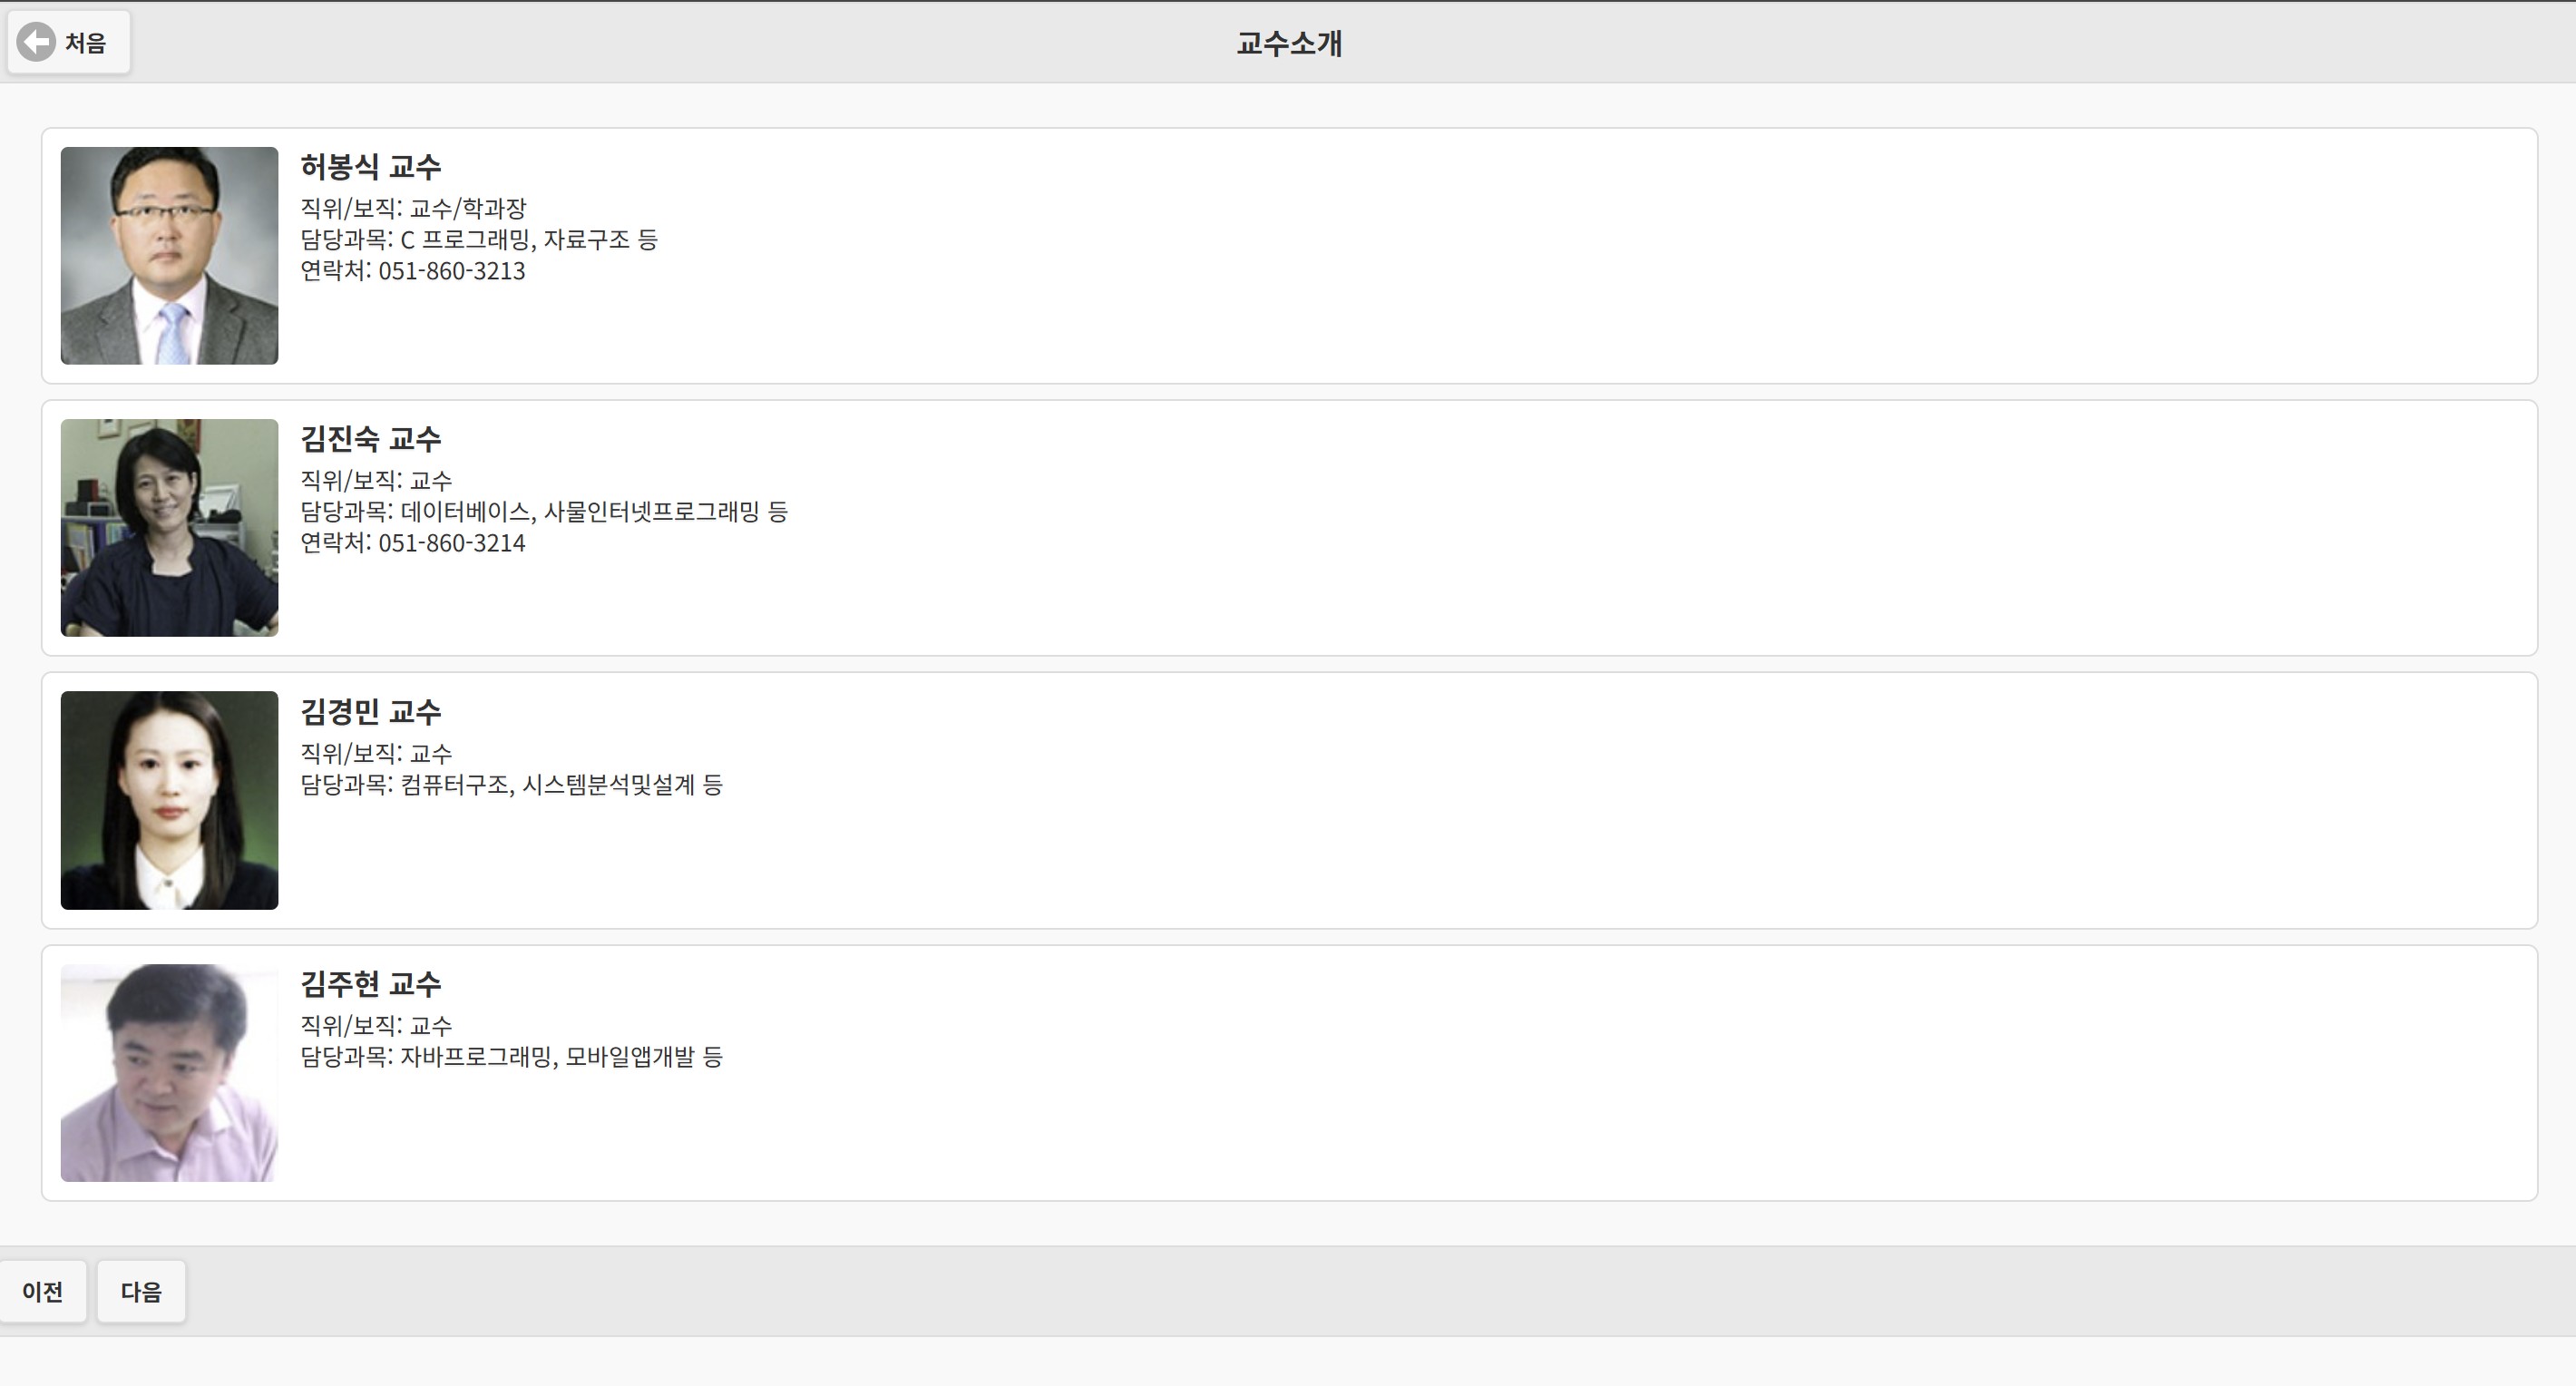 처음
교수소개
허봉식 교수
직위/보직: 교수/학과장
담당과목: C 프로그래밍, 자료구조 등
연락처: 051-860-3213
김진숙 교수
직위/보직: 교수
담당과목: 데이터베이스, 사물인터넷프로그래밍 등
연락처: 051-860-3214
김경민 교수
직위/보직: 교수
담당과목: 컴퓨터구조, 시스템분석및설계 등
김주현 교수
직위/보직: 교수
담당과목: 자바프로그래밍, 모바일앱개발 등
이전 다음